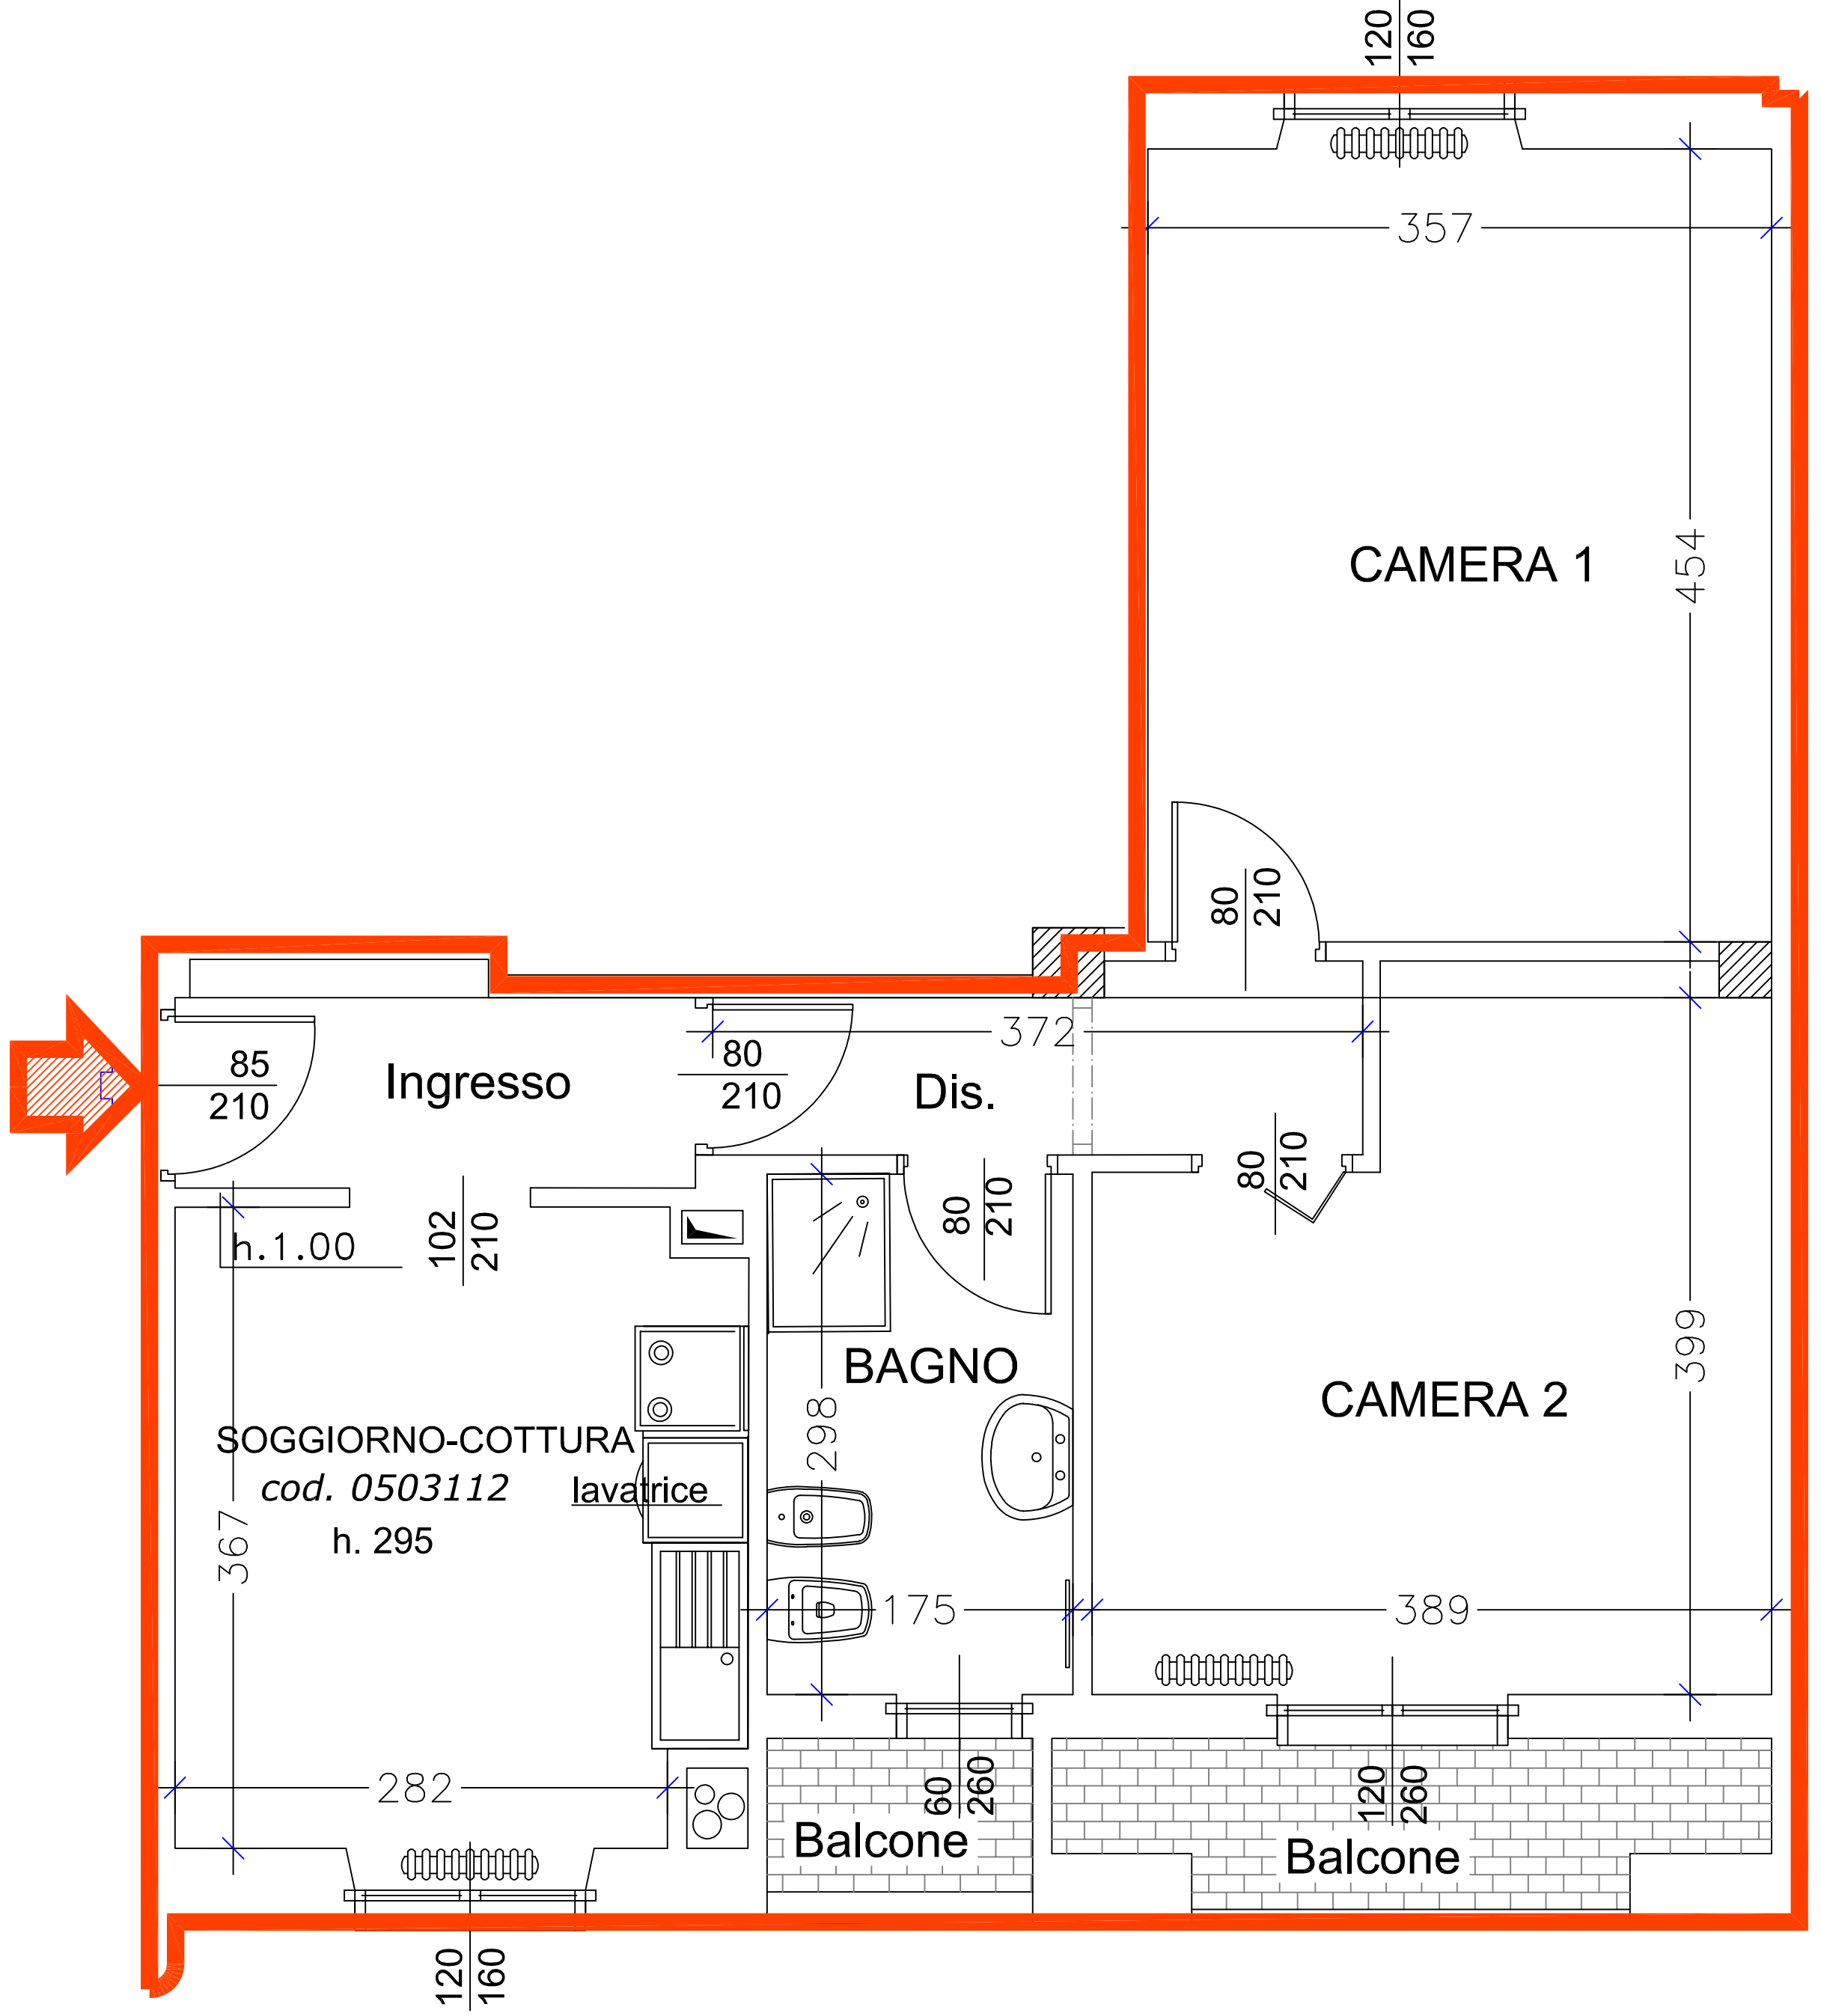 120
160
357
CAMERA 1
454
80
210
372
85
210
Ingresso
80
210
Dis.
80
210
80
210
102
210
h.1.00
BAGNO
298
399
CAMERA 2
SOGGIORNO-COTTURA
cod. 0503112
lavatrice
h. 295
367
175
389
282
60
260
120
260
Balcone
Balcone
120
160